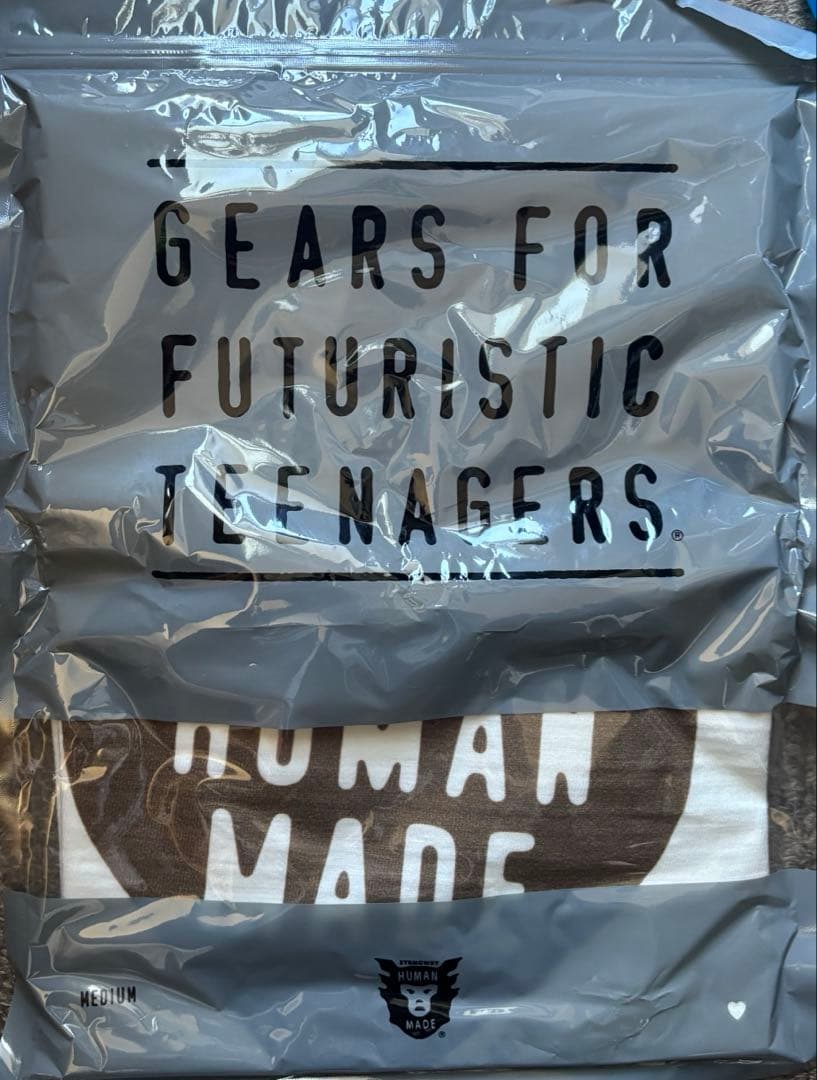 GEARS FOR
FUTURISTIC
TEENAGERS®
HUMAN
MADE
MEDIUM
HUMAN
MADE
®